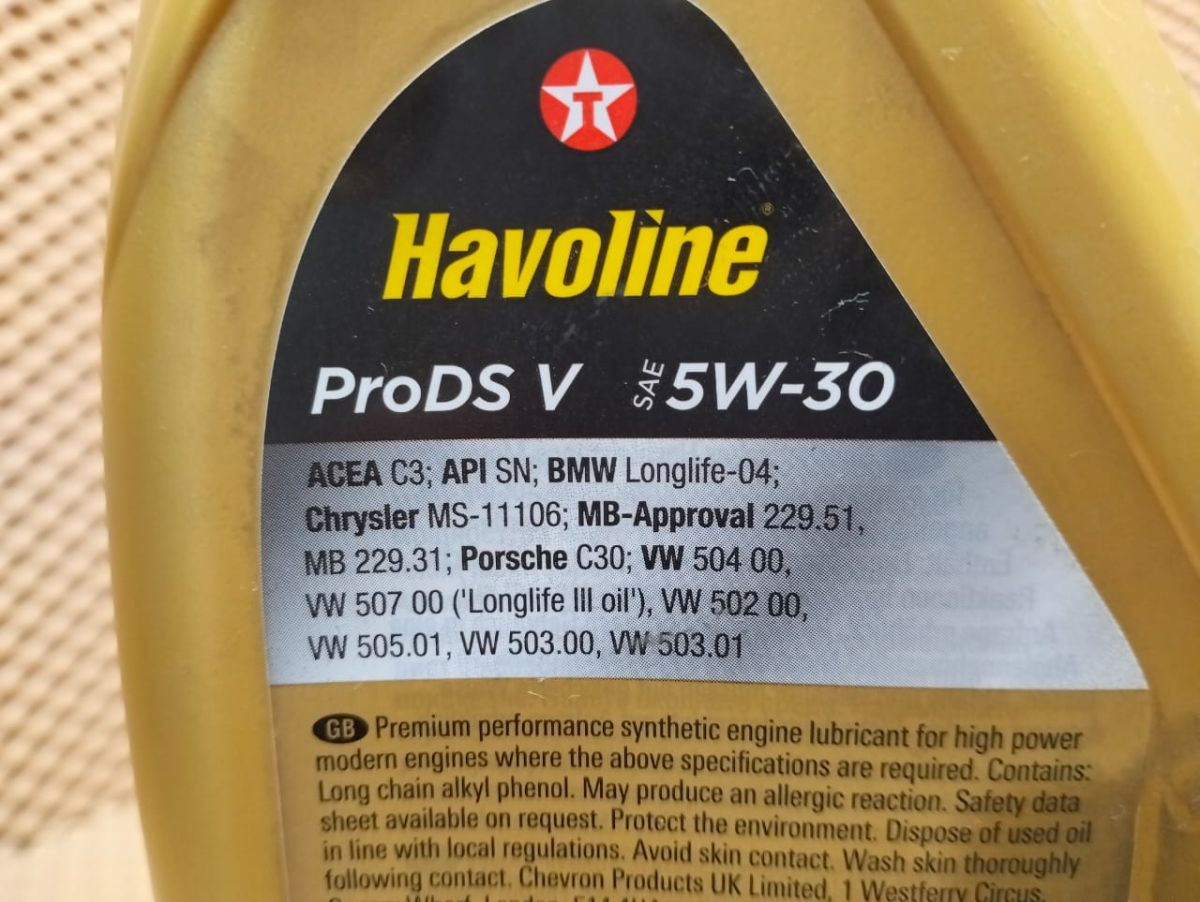 T
Havoline®
ProDS V SAE 5W-30
ACEA C3; API SN; BMW Longlife-04;
Chrysler MS-11106; MB-Approval 229.51,
MB 229.31; Porsche C30; VW 504 00,
VW 507 00 ('Longlife III oil'), VW 502 00,
VW 505.01, VW 503.00, VW 503.01
GB Premium performance synthetic engine lubricant for high power
modern engines where the above specifications are required. Contains:
Long chain alkyl phenol. May produce an allergic reaction. Safety data
sheet available on request. Protect the environment. Dispose of used oil
in line with local regulations. Avoid skin contact. Wash skin thoroughly
following contact. Chevron Products UK Limited, 1 Westferry Circus,